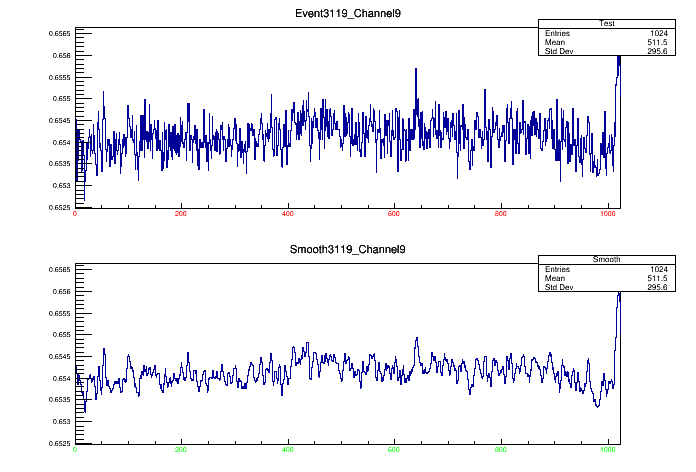 Event3119_Channel9
Test
Entries 1024
Mean 511.5
Std Dev 295.6
0.6565
0.656
0.6555
0.655
0.6545
0.654
0.6535
0.653
0.6525
0 200 400 600 800 1000
Smooth3119_Channel9
Smooth
Entries 1024
Mean 511.5
Std Dev 295.6
0.6565
0.656
0.6555
0.655
0.6545
0.654
0.6535
0.653
0.6525
0 200 400 600 800 1000